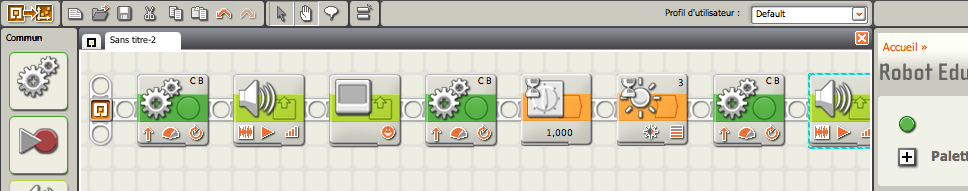 Profil d'utilisateur : Default
Commun
Sans titre-2
Accueil »
Robot Edu
C B
C B
3
C B
1,000
Palett